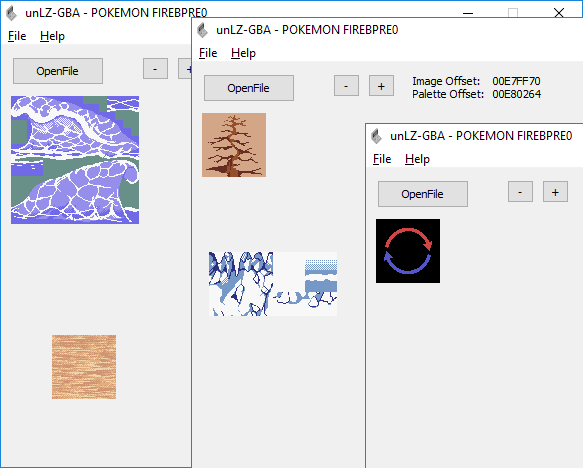 unLZ-GBA - POKEMON FIREBPRE0
File Help
OpenFile
-
+
unLZ-GBA - POKEMON FIREBPRE0
File Help
OpenFile
-
+
Image Offset: 00E7FF70
Palette Offset: 00E80264
unLZ-GBA - POKEMON FIREBPRE0
File Help
OpenFile
-
+